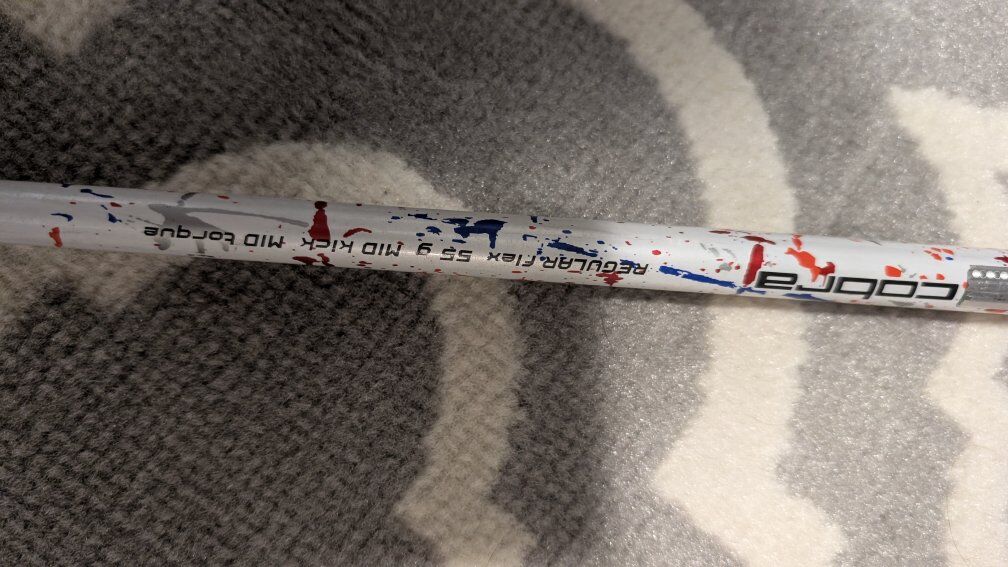 cobra
REGULAR Flex 55 g MID KICK MID torque